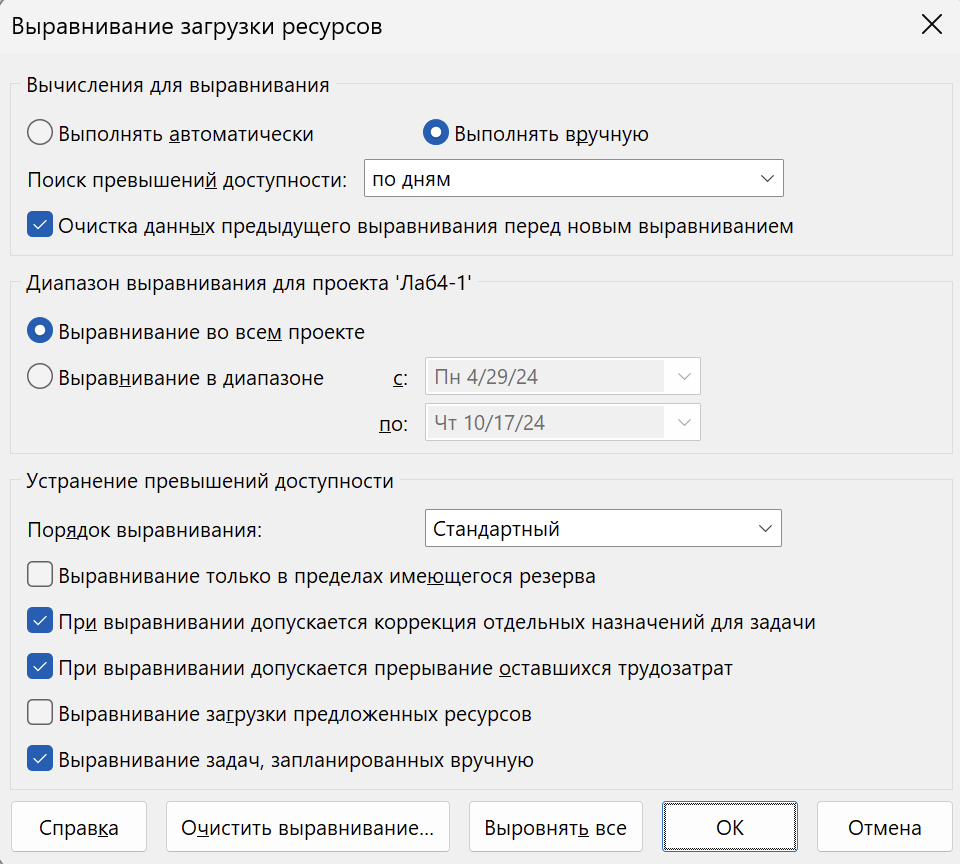 Выравнивание загрузки ресурсов
Вычисления для выравнивания
Выполнять автоматически Выполнять вручную
Поиск превышений доступности: по дням
Очистка данных предыдущего выравнивания перед новым выравниванием
Диапазон выравнивания для проекта 'Лаб4-1'
Выравнивание во всем проекте
Выравнивание в диапазоне с: Пн 4/29/24
по: Чт 10/17/24
Устранение превышений доступности
Порядок выравнивания: Стандартный
Выравнивание только в пределах имеющегося резерва
При выравнивании допускается коррекция отдельных назначений для задачи
При выравнивании допускается прерывание оставшихся трудозатрат
Выравнивание загрузки предложенных ресурсов
Выравнивание задач, запланированных вручную
Справка Очистить выравнивание... Выровнять все ОК Отмена